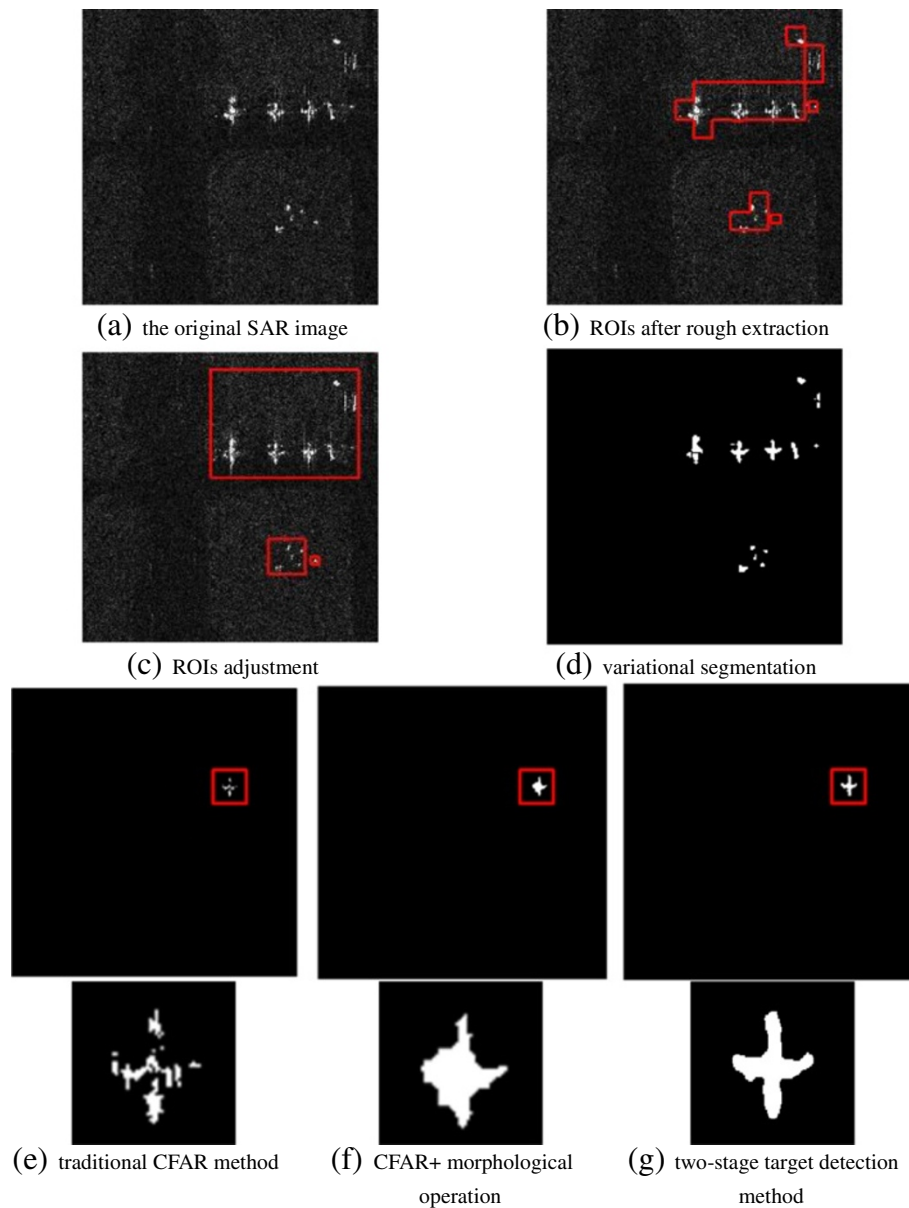 (a) the original SAR image
(b) ROIs after rough extraction
(c) ROIs adjustment
(d) variational segmentation
(e) traditional CFAR method
(f) CFAR+ morphological
operation
(g) two-stage target detection
method